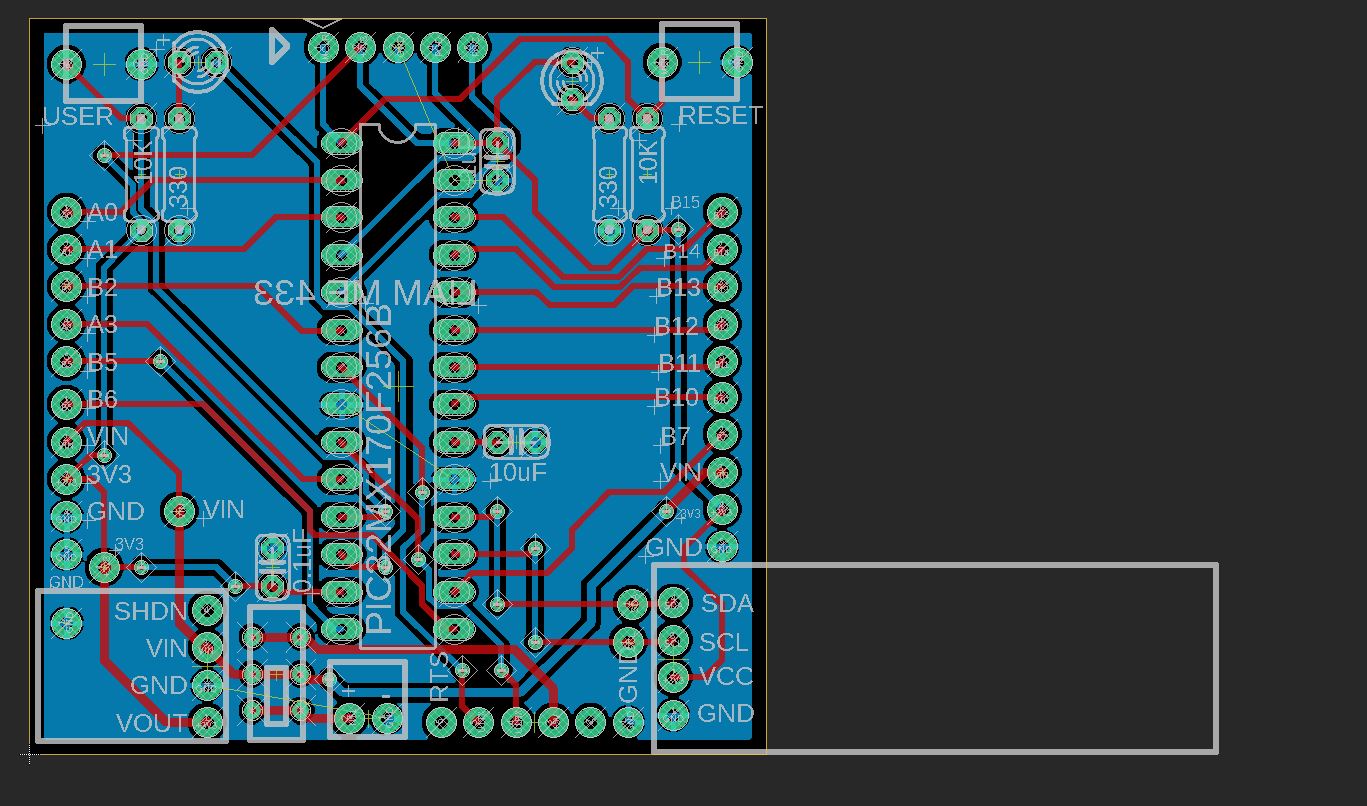 USER
RESET
10K
330
1uF
330
10K
A0
B15
A1
B14
B2
B13
MAM ME 433
A3
B12
B5
B11
B6
B10
VIN
B7
3V3
10uF
VIN
GND
VIN
3V3
3V3
GND
GND
0.1uF
PIC32MX170F256B
SHDN
SDA
VIN
SCL
GND
RTS
GND
VCC
VOUT
GND